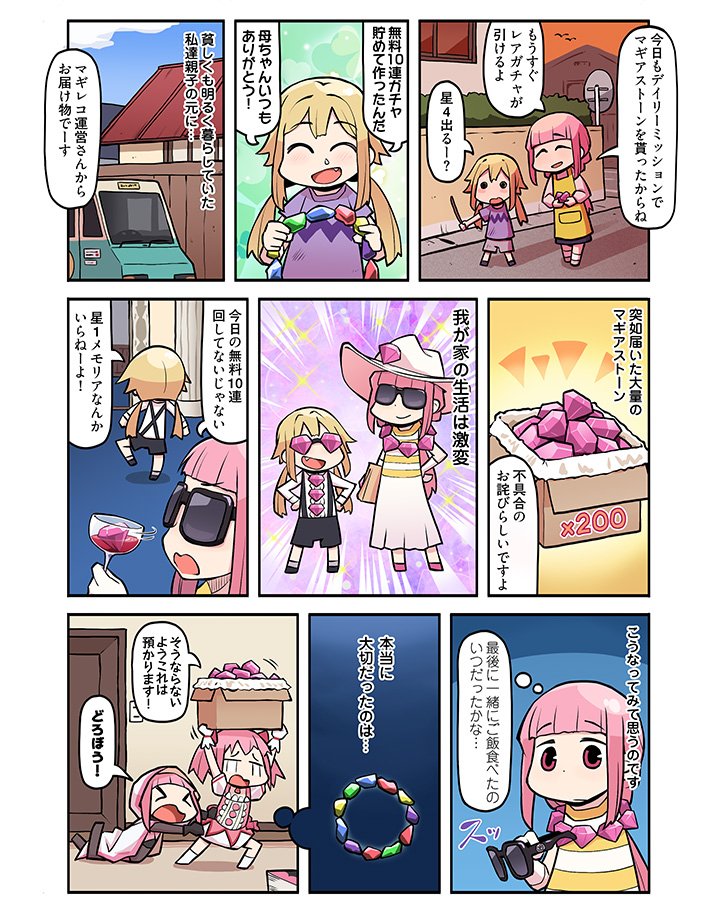 今日もデイリーミッションで
マギアストーンを貰ったからね
もうすぐ
レアガチャが
引けるよ
星4出るー?
無料10連ガチャ
貯めて作ったんだ
母ちゃんいつも
ありがとう!
貧しくも明るく暮らしていた
私達親子の元に…
マギレコ運営さんから
お届け物でーす
突如届いた大量の
マギアストーン
不具合の
お詫びらしいですよ
×200
我が家の生活は激変
今日の無料10連
回してないじゃない
星1メモリアなんか
いらねーよ!
こうなってみて思うのです
最後に一緒にご飯食べたの
いつだったかな…
スッ
本当に
大切だったのは…
そうならない
ようこれは
預かります!
どろぼう!